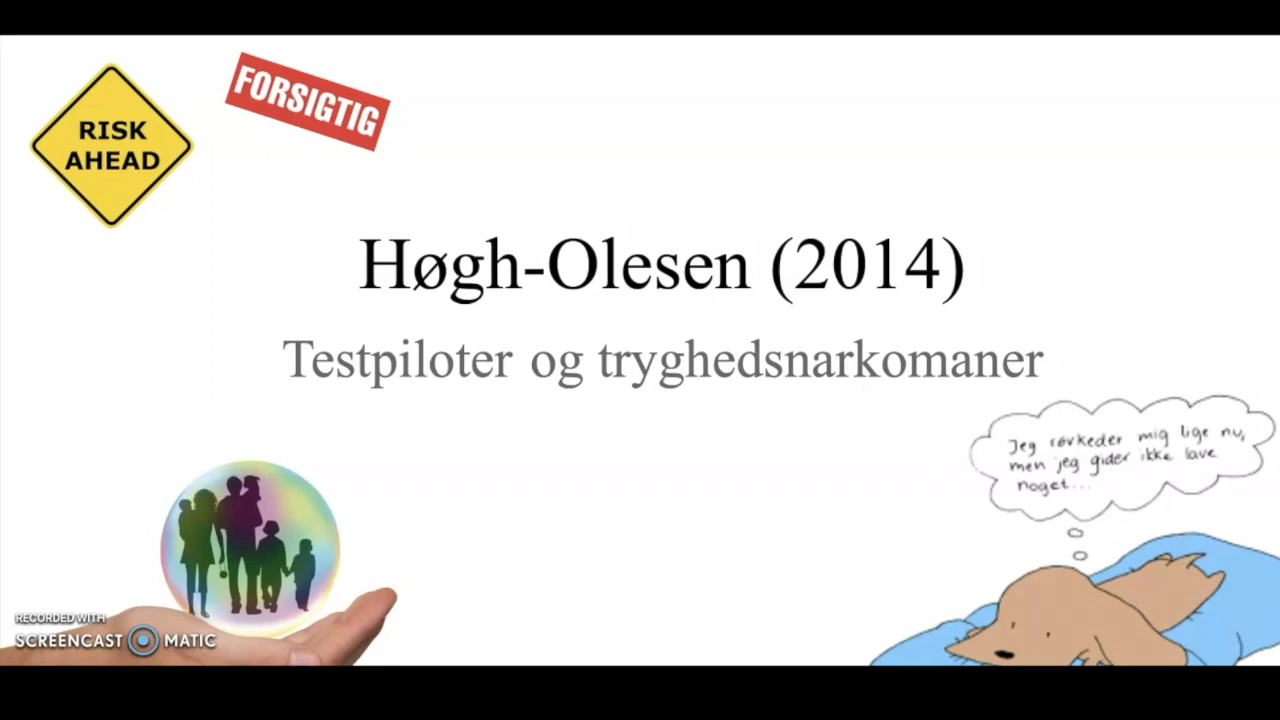 RISK
AHEAD
FORSIGTIG
Høgh-Olesen (2014)
Testpiloter og tryghedsnarkomaner
Jeg røvkeder mig lige nu,
men jeg gider ikke lave
noget...
RECORDED WITH
SCREENCAST MATIC